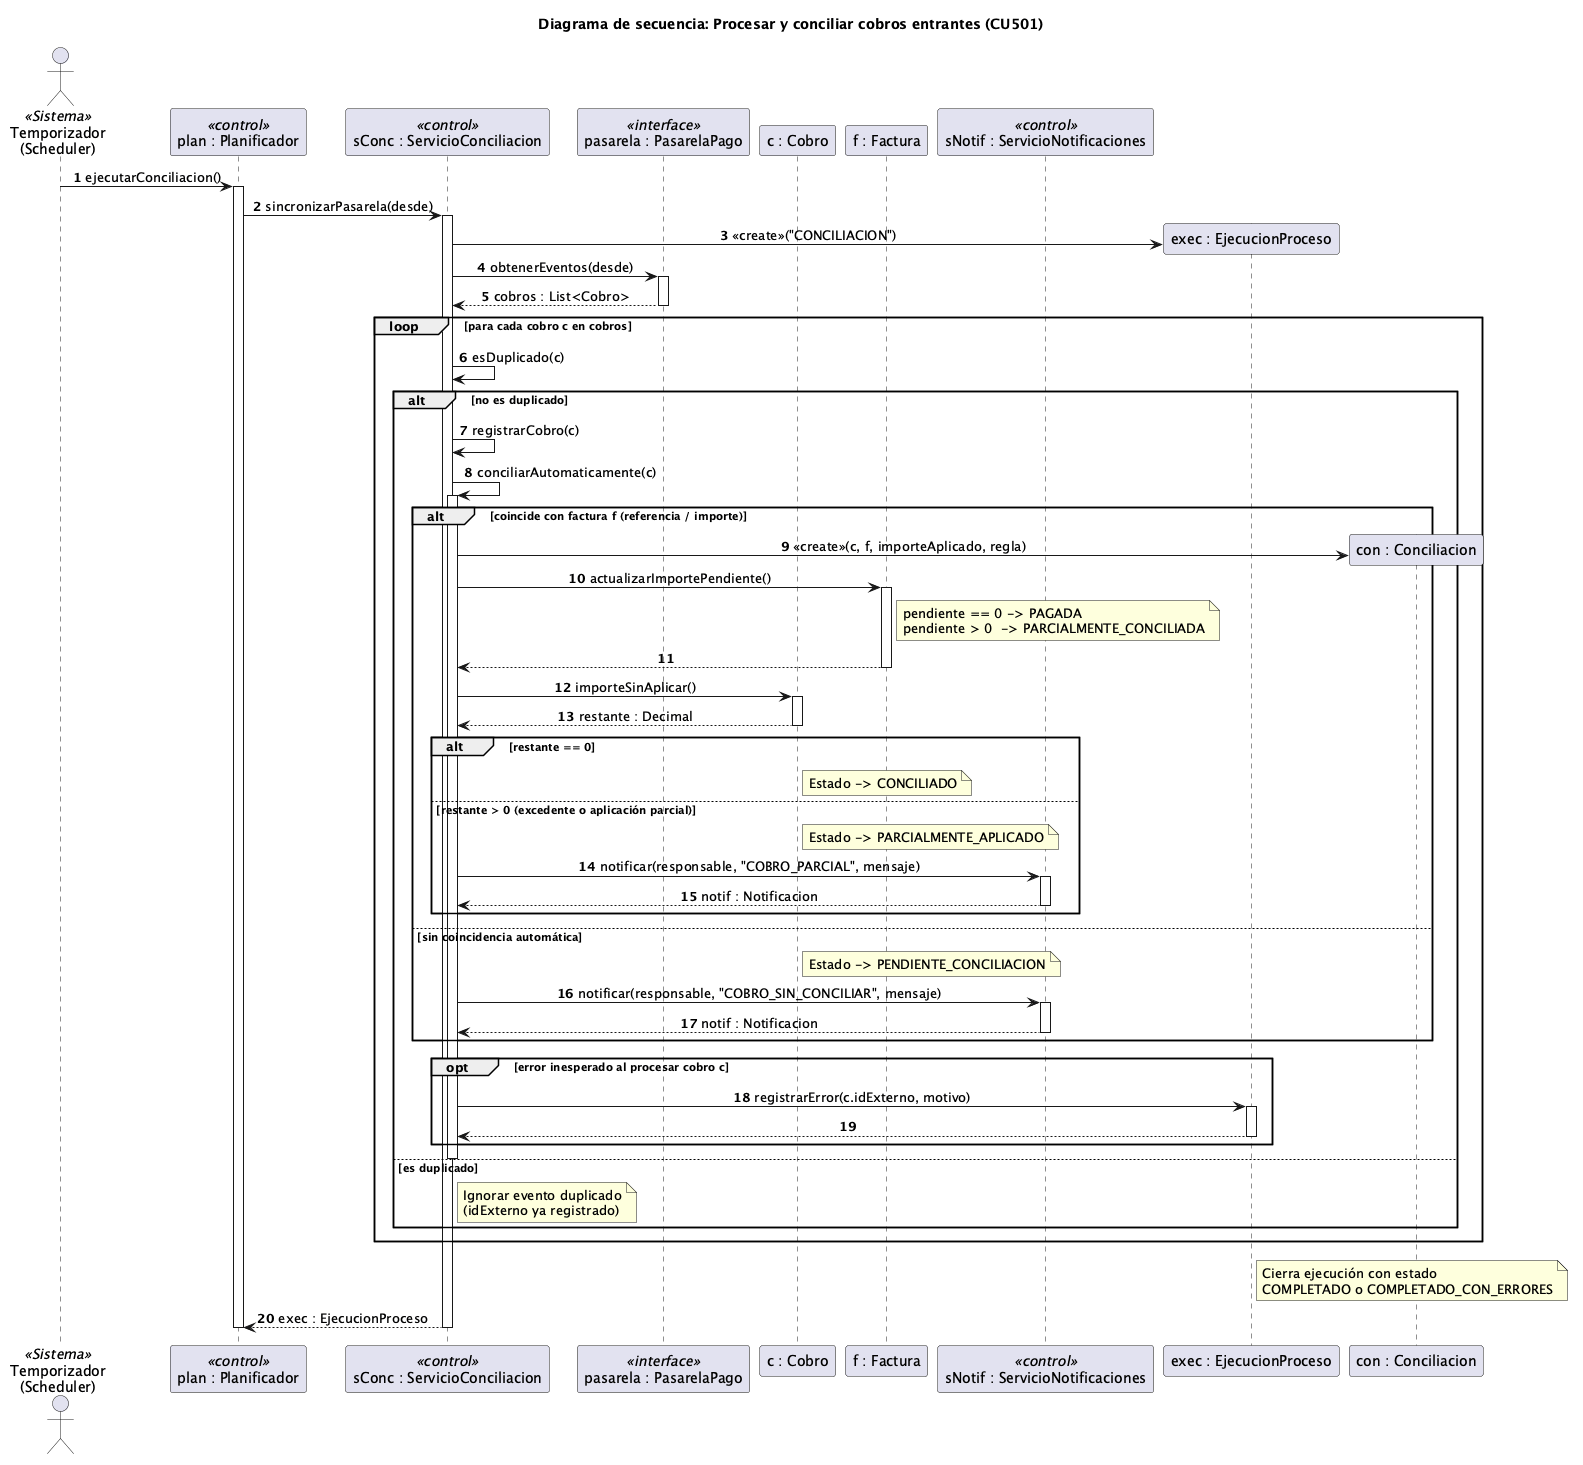 Diagrama de secuencia: Procesar y conciliar cobros entrantes (CU501)
«Sistema»
Temporizador
(Scheduler)
«control»
plan : Planificador
«control»
sConc : ServicioConciliacion
«interface»
pasarela : PasarelaPago
c : Cobro
f : Factura
«control»
sNotif : ServicioNotificaciones
1 ejecutarConciliacion()
2 sincronizarPasarela(desde)
3 «create»("CONCILIACION")
exec : EjecucionProceso
4 obtenerEventos(desde)
5 cobros : List<Cobro>
loop [para cada cobro c en cobros]
6 esDuplicado(c)
alt [no es duplicado]
7 registrarCobro(c)
8 conciliarAutomaticamente(c)
alt [coincide con factura f (referencia / importe)]
9 «create»(c, f, importeAplicado, regla)
con : Conciliacion
10 actualizarImportePendiente()
pendiente == 0 -> PAGADA
pendiente > 0 -> PARCIALMENTE_CONCILIADA
11
12 importeSinAplicar()
13 restante : Decimal
alt [restante == 0]
Estado -> CONCILIADO
[restante > 0 (excedente o aplicación parcial)]
Estado -> PARCIALMENTE_APLICADO
14 notificar(responsable, "COBRO_PARCIAL", mensaje)
15 notif : Notificacion
[sin coincidencia automática]
Estado -> PENDIENTE_CONCILIACION
16 notificar(responsable, "COBRO_SIN_CONCILIAR", mensaje)
17 notif : Notificacion
opt [error inesperado al procesar cobro c]
18 registrarError(c.idExterno, motivo)
19
[es duplicado]
Ignorar evento duplicado
(idExterno ya registrado)
Cierra ejecución con estado
COMPLETADO o COMPLETADO_CON_ERRORES
20 exec : EjecucionProceso
«Sistema»
Temporizador
(Scheduler)
«control»
plan : Planificador
«control»
sConc : ServicioConciliacion
«interface»
pasarela : PasarelaPago
c : Cobro
f : Factura
«control»
sNotif : ServicioNotificaciones
exec : EjecucionProceso
con : Conciliacion